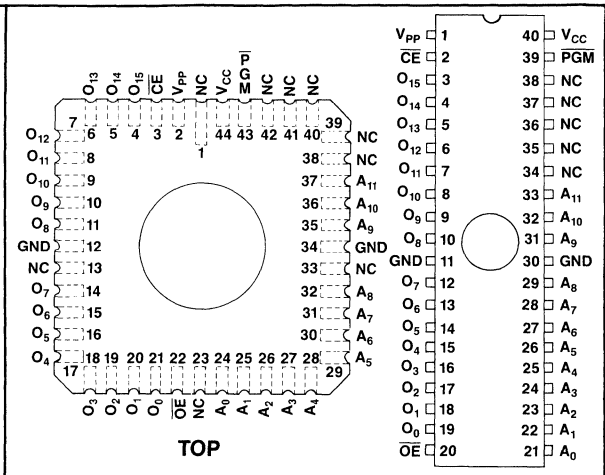 O13 O14 O15 CE VPP NC VCC PGM NC NC NC
7 6 5 4 3 2 1 44 43 42 41 40 39
O12 NC
O11 8 38 NC
O10 9 37 A11
O9 10 36 A10
O8 11 35 A9
GND 12 34 GND
NC 13 33 NC
O7 14 32 A8
O6 15 31 A7
O5 16 30 A6
O4 A5
17 18 19 20 21 22 23 24 25 26 27 28 29
O3 O2 O1 O0 OE NC A0 A1 A2 A3 A4
TOP
VPP 1 40 VCC
CE 2 39 PGM
O15 3 38 NC
O14 4 37 NC
O13 5 36 NC
O12 6 35 NC
O11 7 34 NC
O10 8 33 A11
O9 9 32 A10
O8 10 31 A9
GND 11 30 GND
O7 12 29 A8
O6 13 28 A7
O5 14 27 A6
O4 15 26 A5
O3 16 25 A4
O2 17 24 A3
O1 18 23 A2
O0 19 22 A1
OE 20 21 A0